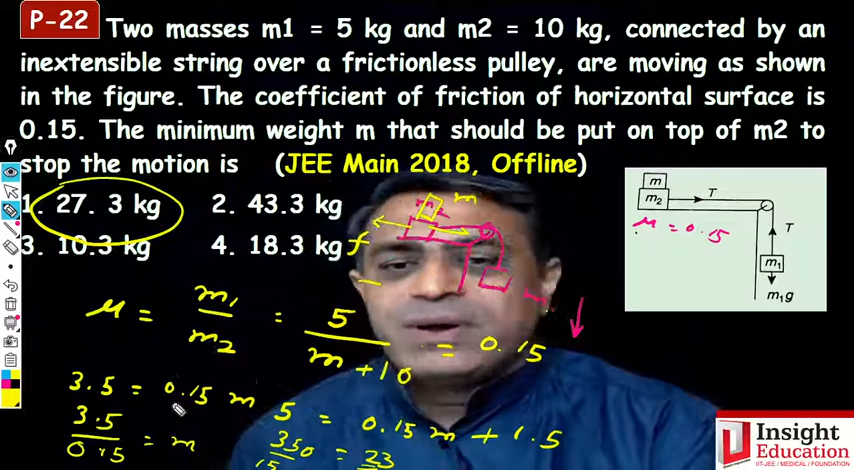 P-22 Two masses m1 = 5 kg and m2 = 10 kg, connected by an
inextensible string over a frictionless pulley, are moving as shown
in the figure. The coefficient of friction of horizontal surface is
0.15. The minimum weight m that should be put on top of m2 to
stop the motion is (JEE Main 2018, Offline)
1. 27. 3 kg 2. 43.3 kg
3. 10.3 kg 4. 18.3 kg
m
m
f
m
m2
T
μ = 0.15
T
m1
m1g
μ = m1/m2 = 5/(m + 10) = 0.15
5 = 0.15 m + 1.5
3.5 = 0.15 m
3.5/0.15 = m
350/15 = 23
Insight
Education
IIT-JEE / MEDICAL / FOUNDATION